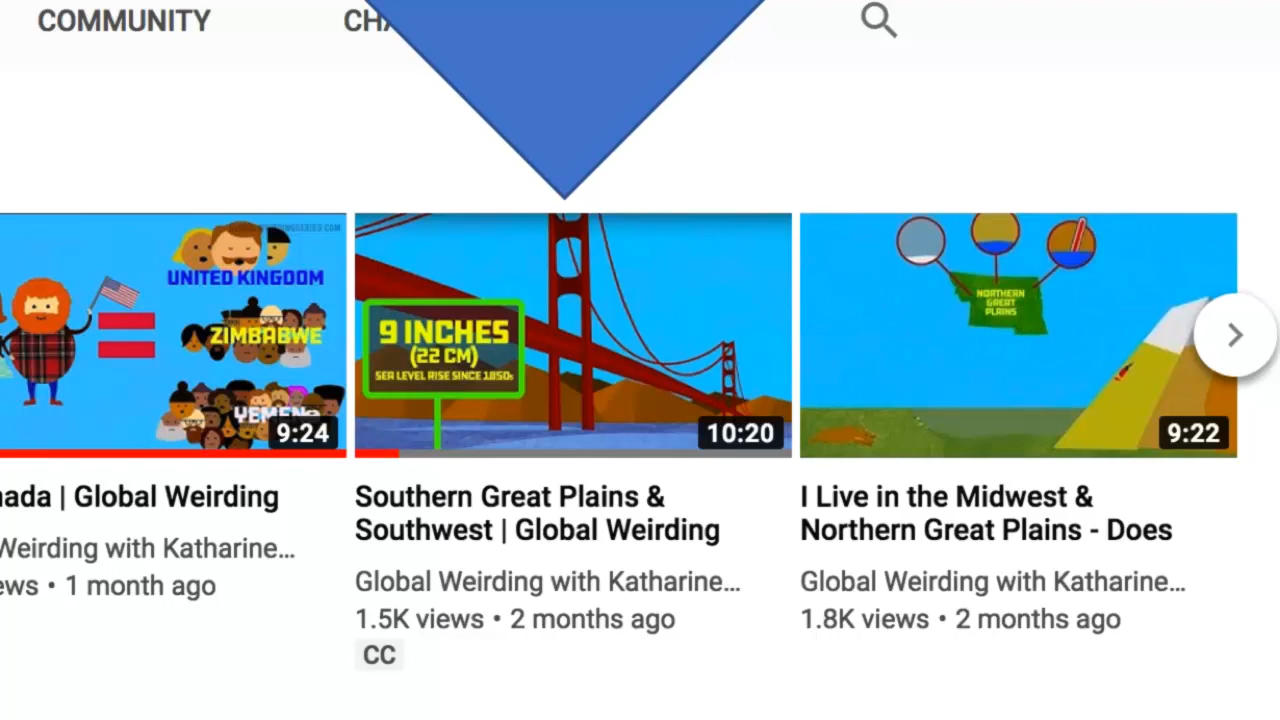 COMMUNITY
UNITED KINGDOM
ZIMBABWE
9:24
9 INCHES
(22 CM)
SEA LEVEL RISE SINCE 1850s
10:20
NORTHERN
GREAT
PLAINS
9:22
| Global Weirding
Weirding with Katharine...
• 1 month ago
Southern Great Plains &
Southwest | Global Weirding
Global Weirding with Katharine...
1.5K views • 2 months ago
CC
I Live in the Midwest &
Northern Great Plains - Does
Global Weirding with Katharine...
1.8K views • 2 months ago